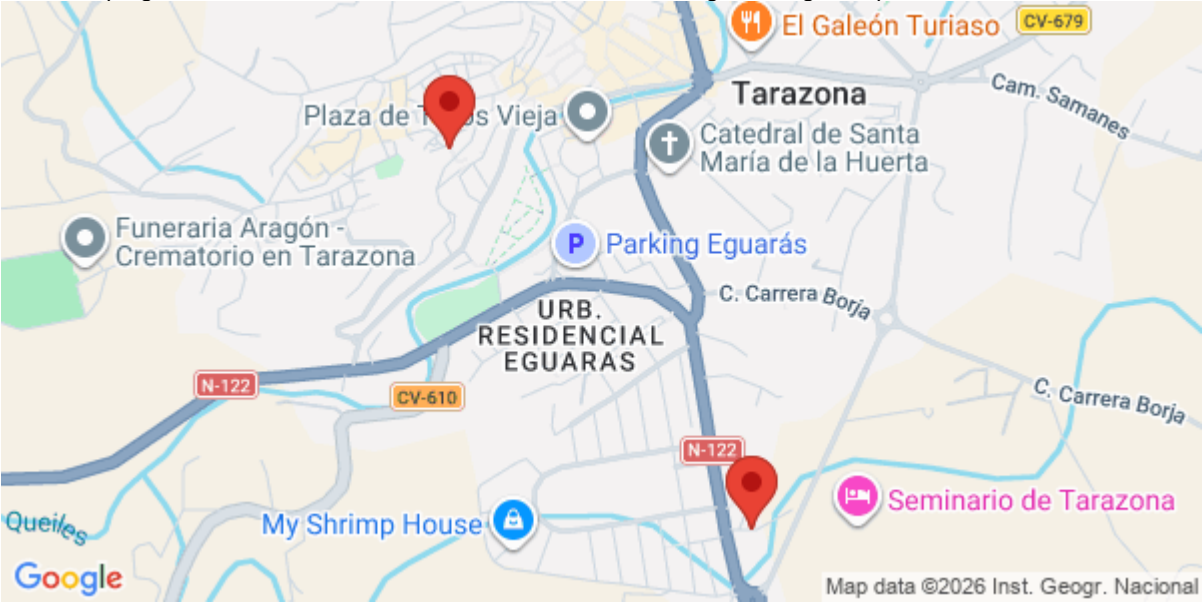 El Galeón Turiaso
CV-679
Tarazona
Cam. Samanes
Plaza de T os Vieja
Catedral de Santa
María de la Huerta
Funeraria Aragón -
Crematorio en Tarazona
P
Parking Eguarás
C. Carrera Borja
URB.
RESIDENCIAL
EGUARAS
N-122
CV-610
C. Carrera Borja
N-122
Seminario de Tarazona
Queiles
My Shrimp House
Google
Map data ©2026 Inst. Geogr. Nacional